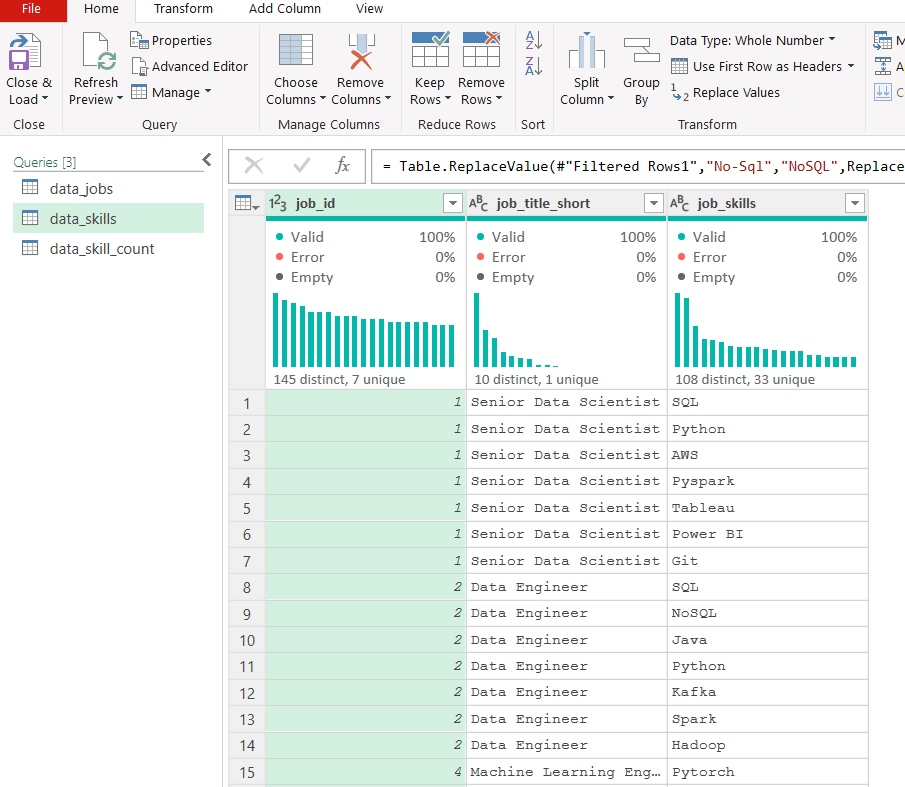 File Home Transform Add Column View
Close & Load
Refresh Preview
Properties
Advanced Editor
Manage
Choose Columns
Remove Columns
Keep Rows
Remove Rows
Split Column
Group By
Data Type: Whole Number
Use First Row as Headers
1 2 Replace Values
Close Query Manage Columns Reduce Rows Sort Transform
Queries [3]
data_jobs
data_skills
data_skill_count
fx = Table.ReplaceValue(#"Filtered Rows1","No-Sql","NoSQL",Replace
123 job_id ABC job_title_short ABC job_skills
Valid 100% Valid 100% Valid 100%
Error 0% Error 0% Error 0%
Empty 0% Empty 0% Empty 0%
145 distinct, 7 unique 10 distinct, 1 unique 108 distinct, 33 unique
1 1 Senior Data Scientist SQL
2 1 Senior Data Scientist Python
3 1 Senior Data Scientist AWS
4 1 Senior Data Scientist Pyspark
5 1 Senior Data Scientist Tableau
6 1 Senior Data Scientist Power BI
7 1 Senior Data Scientist Git
8 2 Data Engineer SQL
9 2 Data Engineer NoSQL
10 2 Data Engineer Java
11 2 Data Engineer Python
12 2 Data Engineer Kafka
13 2 Data Engineer Spark
14 2 Data Engineer Hadoop
15 4 Machine Learning Eng… Pytorch